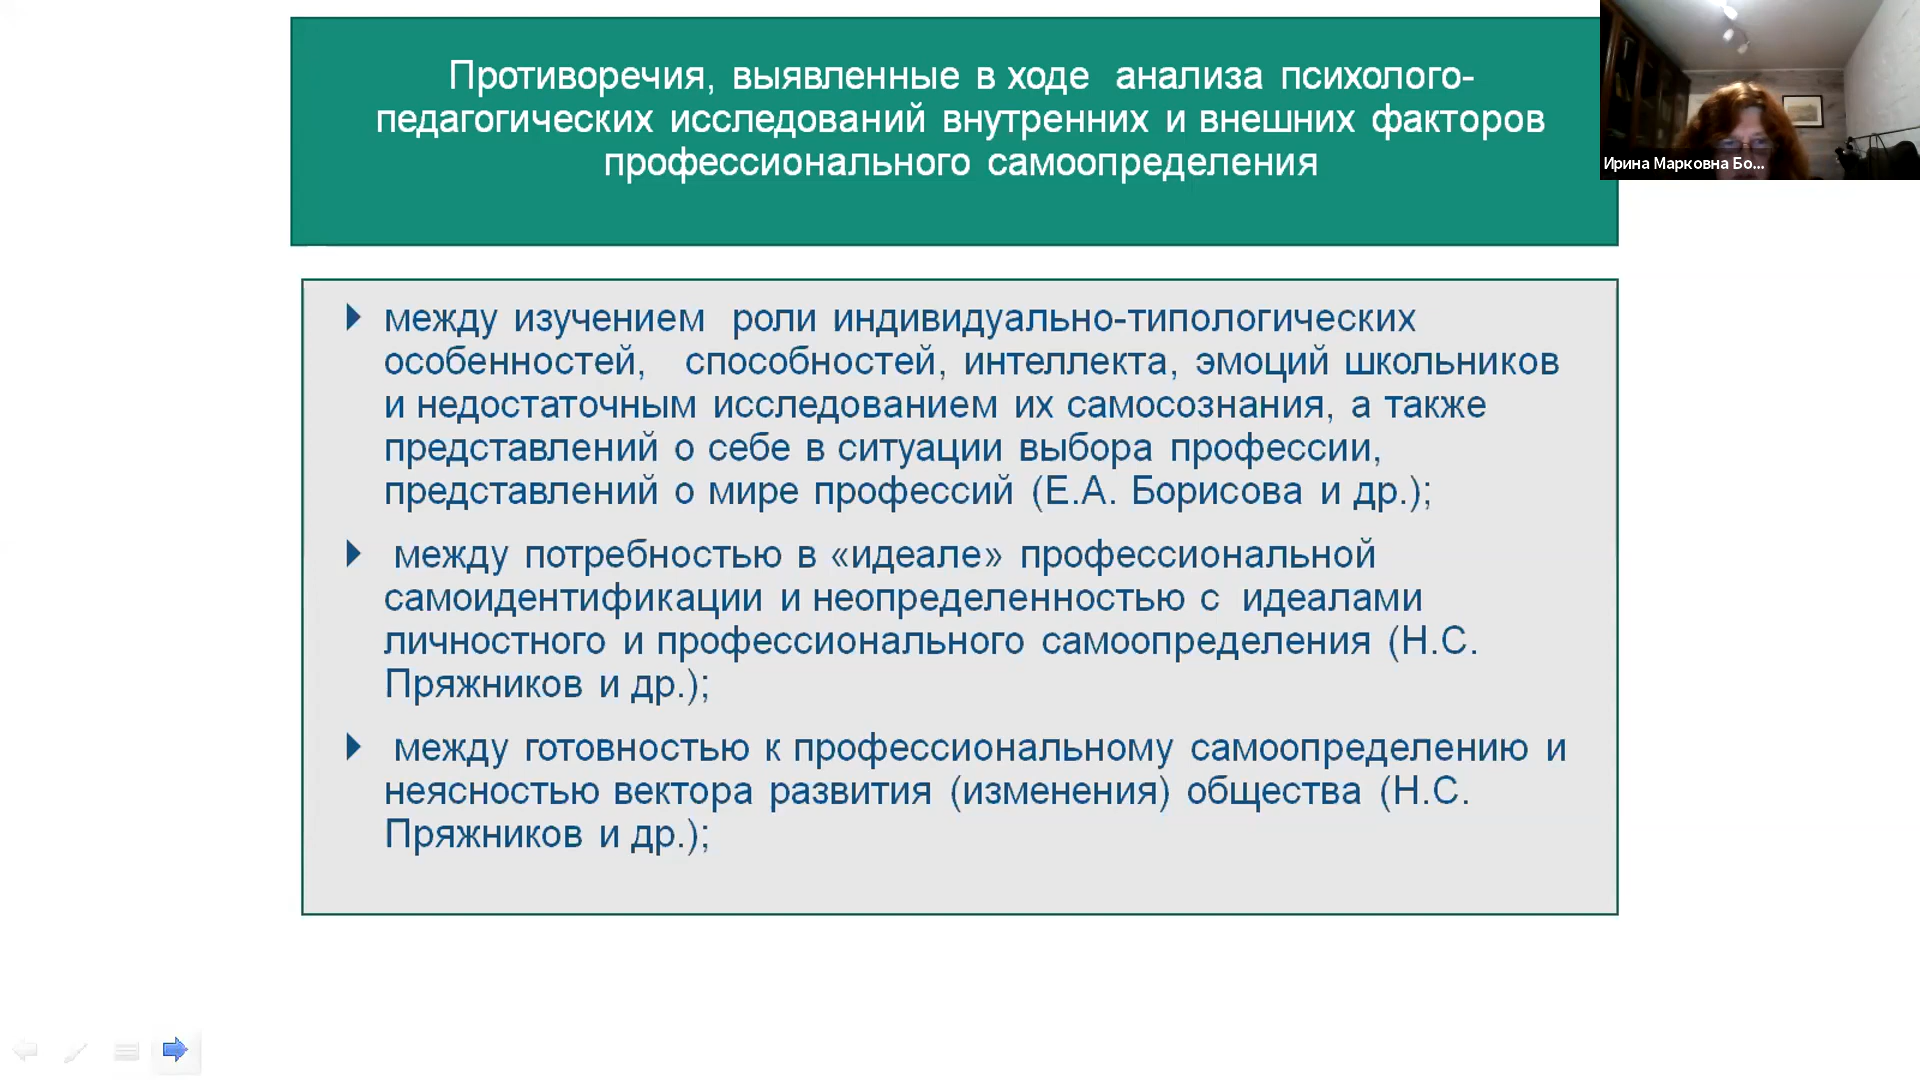 Противоречия, выявленные в ходе анализа психолого-
педагогических исследований внутренних и внешних факторов
профессионального самоопределения
Ирина Марковна Бо...
между изучением роли индивидуально-типологических
особенностей, способностей, интеллекта, эмоций школьников
и недостаточным исследованием их самосознания, а также
представлений о себе в ситуации выбора профессии,
представлений о мире профессий (Е.А. Борисова и др.);
между потребностью в «идеале» профессиональной
самоидентификации и неопределенностью с идеалами
личностного и профессионального самоопределения (Н.С.
Пряжников и др.);
между готовностью к профессиональному самоопределению и
неясностью вектора развития (изменения) общества (Н.С.
Пряжников и др.);